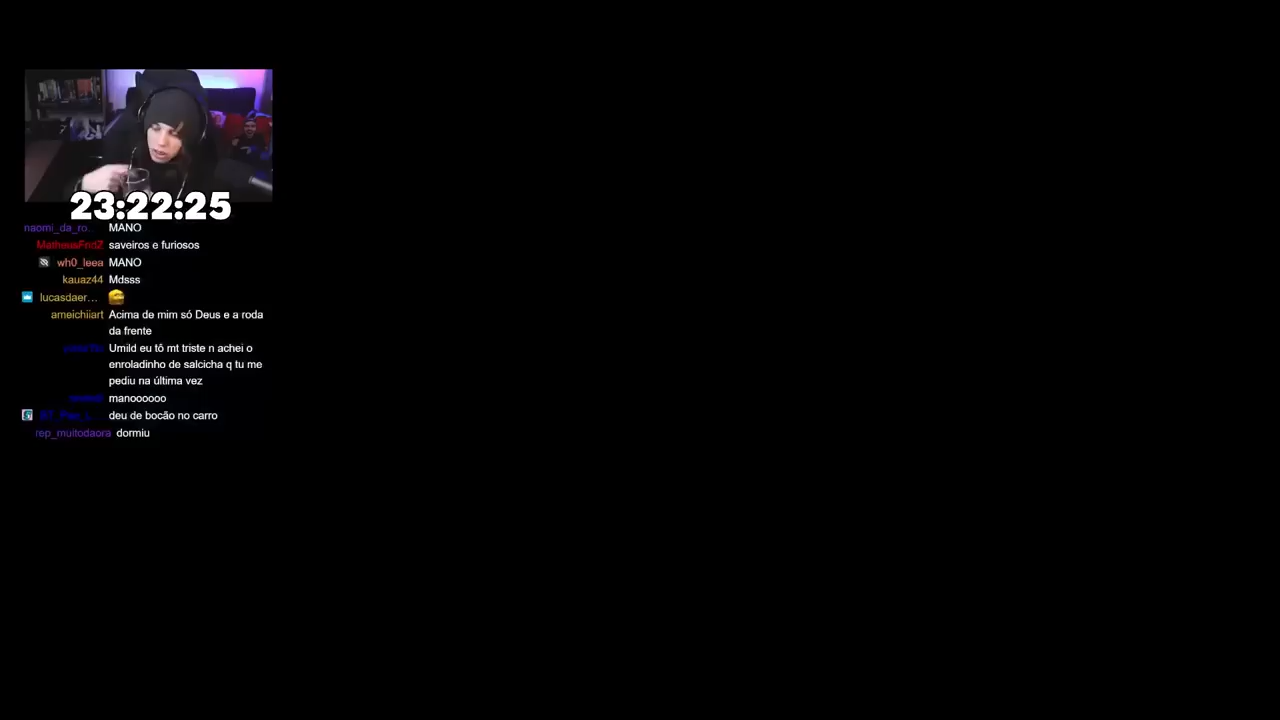 23:22:25
naomi_da_ro... MANO
MatheusFndZ saveiros e furiosos
wh0_leea MANO
kauaz44 Mdsss
lucasdaer...
ameichiiart Acima de mim só Deus e a roda
da frente
Umild eu tô mt triste n achei o
enroladinho de salcicha q tu me
pediu na última vez
manoooooo
deu de bocão no carro
rep_muitodaora dormiu